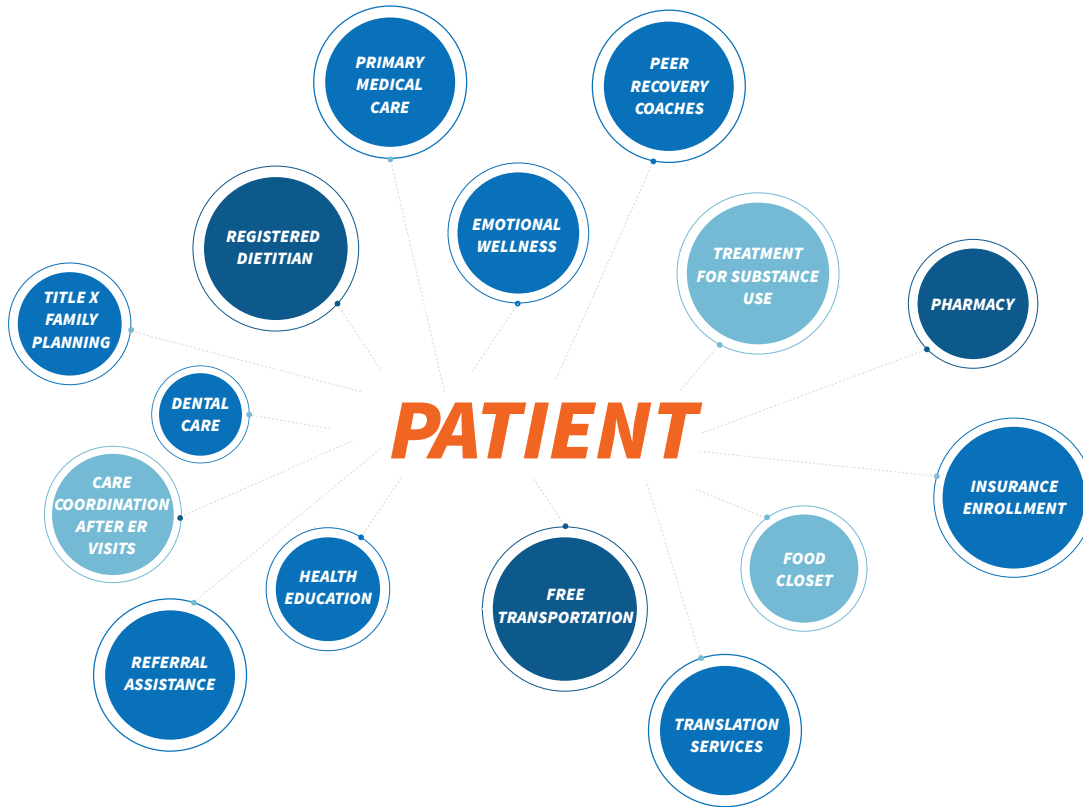 PRIMARY
MEDICAL
CARE
PEER
RECOVERY
COACHES
REGISTERED
DIETITIAN
EMOTIONAL
WELLNESS
TREATMENT
FOR SUBSTANCE
USE
TITLE X
FAMILY
PLANNING
PHARMACY
DENTAL
CARE
PATIENT
CARE
COORDINATION
AFTER ER
VISITS
INSURANCE
ENROLLMENT
HEALTH
EDUCATION
FREE
TRANSPORTATION
FOOD
CLOSET
REFERRAL
ASSISTANCE
TRANSLATION
SERVICES